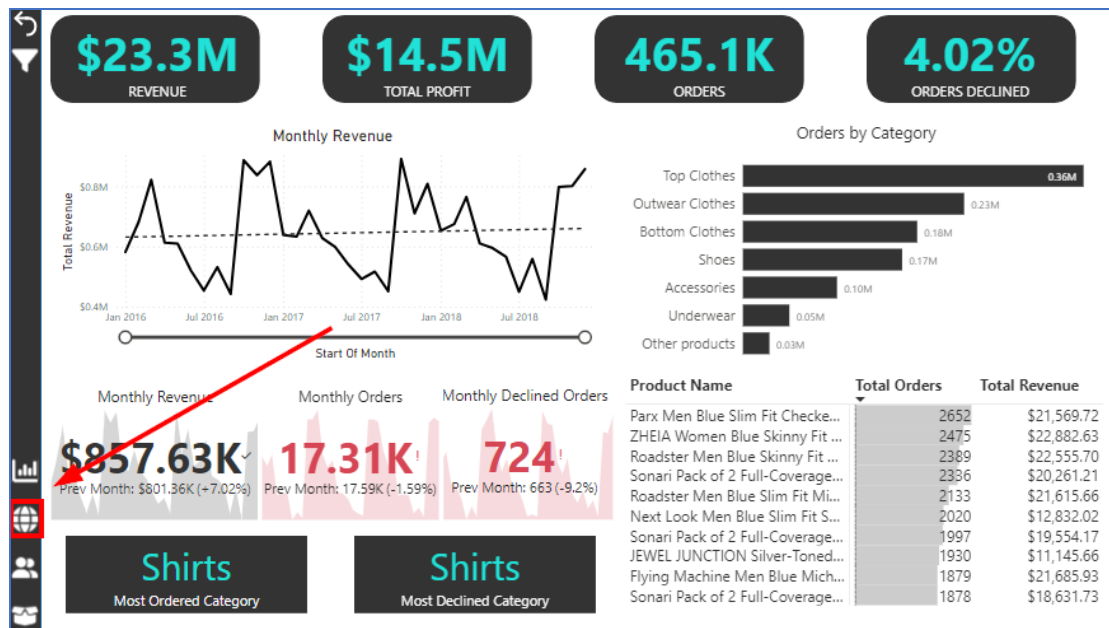 $23.3M
REVENUE
$14.5M
TOTAL PROFIT
465.1K
ORDERS
4.02%
ORDERS DECLINED
Monthly Revenue
Total Revenue
$0.8M
$0.6M
$0.4M
Jan 2016 Jul 2016 Jan 2017 Jul 2017 Jan 2018 Jul 2018
Start Of Month
Orders by Category
Top Clothes 0.36M
Outwear Clothes 0.23M
Bottom Clothes 0.18M
Shoes 0.17M
Accessories 0.10M
Underwear 0.05M
Other products 0.03M
Monthly Revenue
$857.63K
Prev Month: $801.36K (+7.02%)
Monthly Orders
17.31K!
Prev Month: 17.59K (-1.59%)
Monthly Declined Orders
724!
Prev Month: 663 (-9.2%)
Shirts
Most Ordered Category
Shirts
Most Declined Category
Product Name Total Orders Total Revenue
Parx Men Blue Slim Fit Checke... 2652 $21,569.72
ZHEIA Women Blue Skinny Fit ... 2475 $22,882.63
Roadster Men Blue Skinny Fit ... 2389 $22,555.70
Sonari Pack of 2 Full-Coverage... 2336 $20,261.21
Roadster Men Blue Slim Fit Mi... 2133 $21,615.66
Next Look Men Blue Slim Fit S... 2020 $12,832.02
Sonari Pack of 2 Full-Coverage... 1997 $19,554.17
JEWEL JUNCTION Silver-Toned... 1930 $11,145.66
Flying Machine Men Blue Mich... 1879 $21,685.93
Sonari Pack of 2 Full-Coverage... 1878 $18,631.73